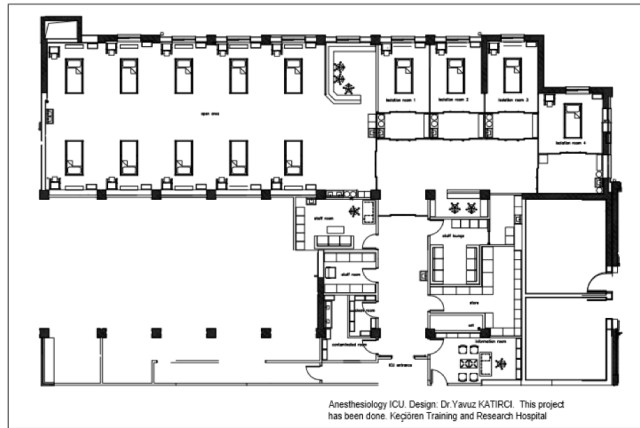 isolation room 1
isolation room 2
isolation room 3
open area
isolation room 4
staff room
staff lounge
staff room
store
contaminated room
information room
ICU entrance
Anesthesiology ICU. Design: Dr.Yavuz KATIRCI. This project
has been done. Keçiören Training and Research Hospital